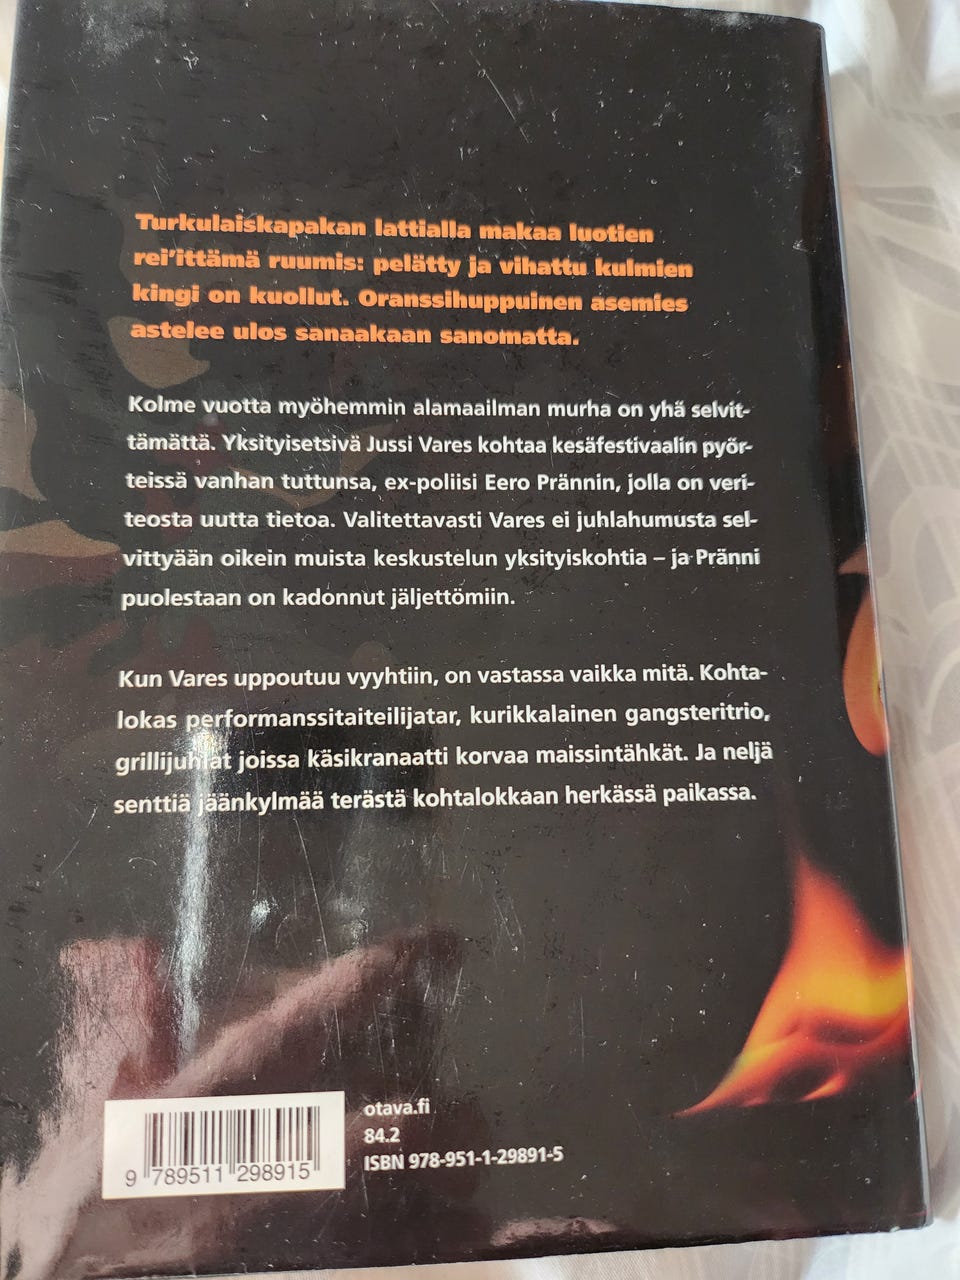 Turkulaiskapakan lattialla makaa luotien
rei'ittämä ruumis: pelätty ja vihattu kulmien
kingi on kuollut. Oranssihuppuinen asemies
astelee ulos sanaakaan sanomatta.
Kolme vuotta myöhemmin alamaailman murha on yhä selvit-
tämättä. Yksityisetsivä Jussi Vares kohtaa kesäfestivaalin pyör-
teissä vanhan tuttunsa, ex-poliisi Eero Prännin, jolla on veri-
teosta uutta tietoa. Valitettavasti Vares ei juhlahumusta sel-
vittyään oikein muista keskustelun yksityiskohtia – ja Pränni
puolestaan on kadonnut jäljettömiin.
Kun Vares uppoutuu vyyhtiin, on vastassa vaikka mitä. Kohta-
lokas performanssitaiteilijatar, kurikkalainen gangsteritrio,
grillijuhlat joissa käsikranaatti korvaa maissintähkät. Ja neljä
senttiä jäänkylmää terästä kohtalokkaan herkässä paikassa.
otava.fi
84.2
ISBN 978-951-1-29891-5
9 789511 298915